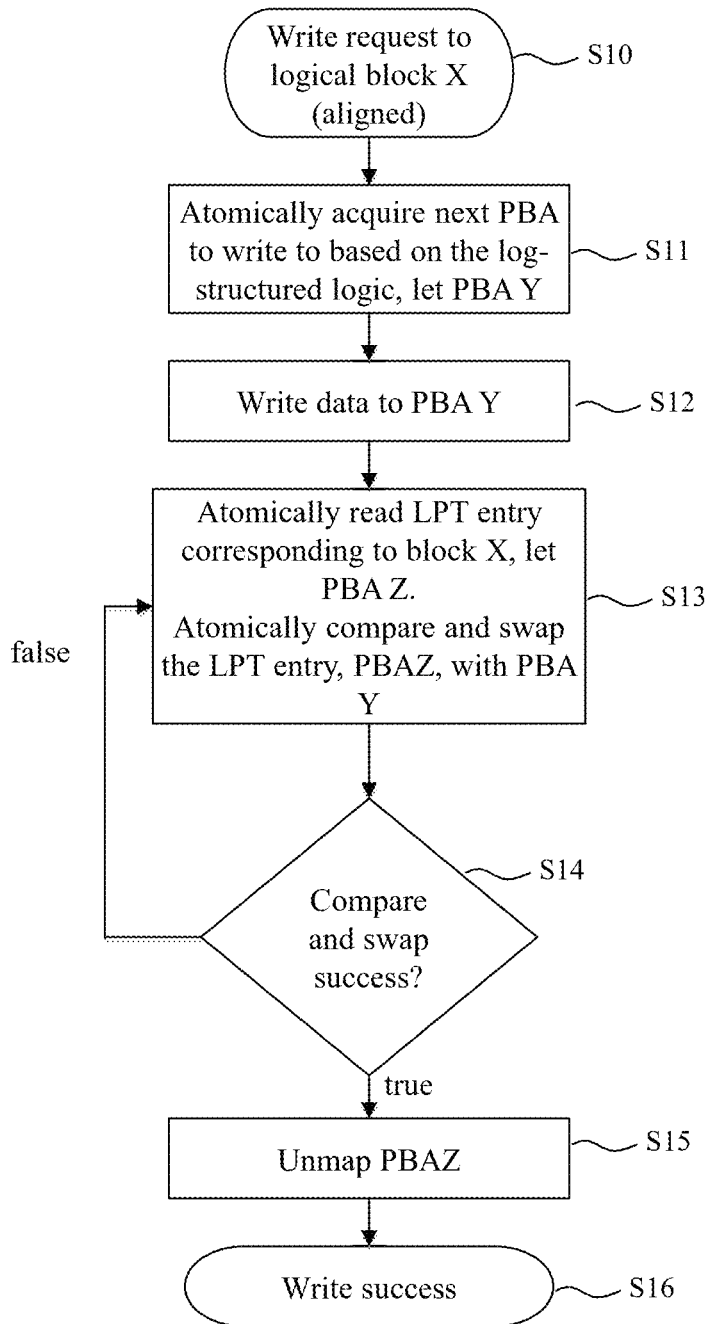 Write request to
logical block X
(aligned)
S10
Atomically acquire next PBA
to write to based on the log-
structured logic, let PBA Y
S11
Write data to PBA Y
S12
Atomically read LPT entry
corresponding to block X, let
PBA Z.
Atomically compare and swap
the LPT entry, PBAZ, with PBA
Y
S13
false
Compare
and swap
success?
S14
true
Unmap PBAZ
S15
Write success
S16